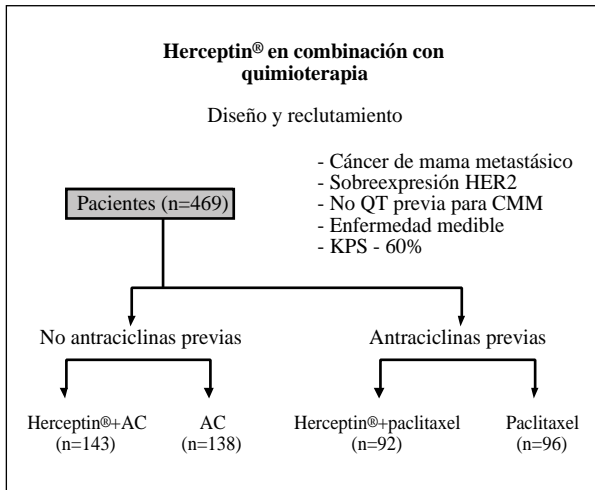 Herceptin® en combinación con
quimioterapia
Diseño y reclutamiento
- Cáncer de mama metastásico
- Sobreexpresión HER2
- No QT previa para CMM
- Enfermedad medible
- KPS - 60%
Pacientes (n=469)
No antraciclinas previas
Antraciclinas previas
Herceptin®+AC
(n=143)
AC
(n=138)
Herceptin®+paclitaxel
(n=92)
Paclitaxel
(n=96)